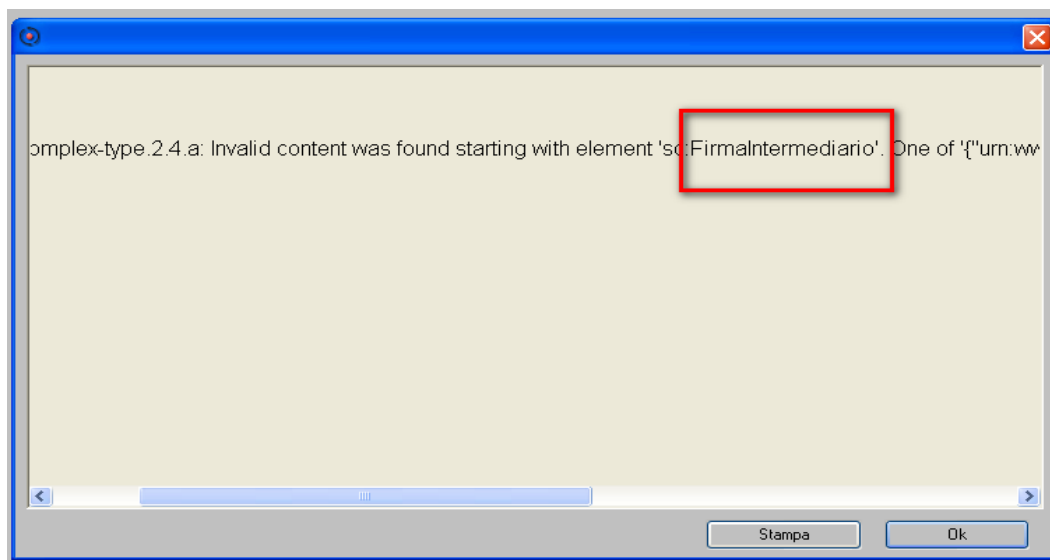 omplex-type.2.4.a: Invalid content was found starting with element 'sc:FirmaIntermediario'. One of '{"urn:ww
Stampa
Ok